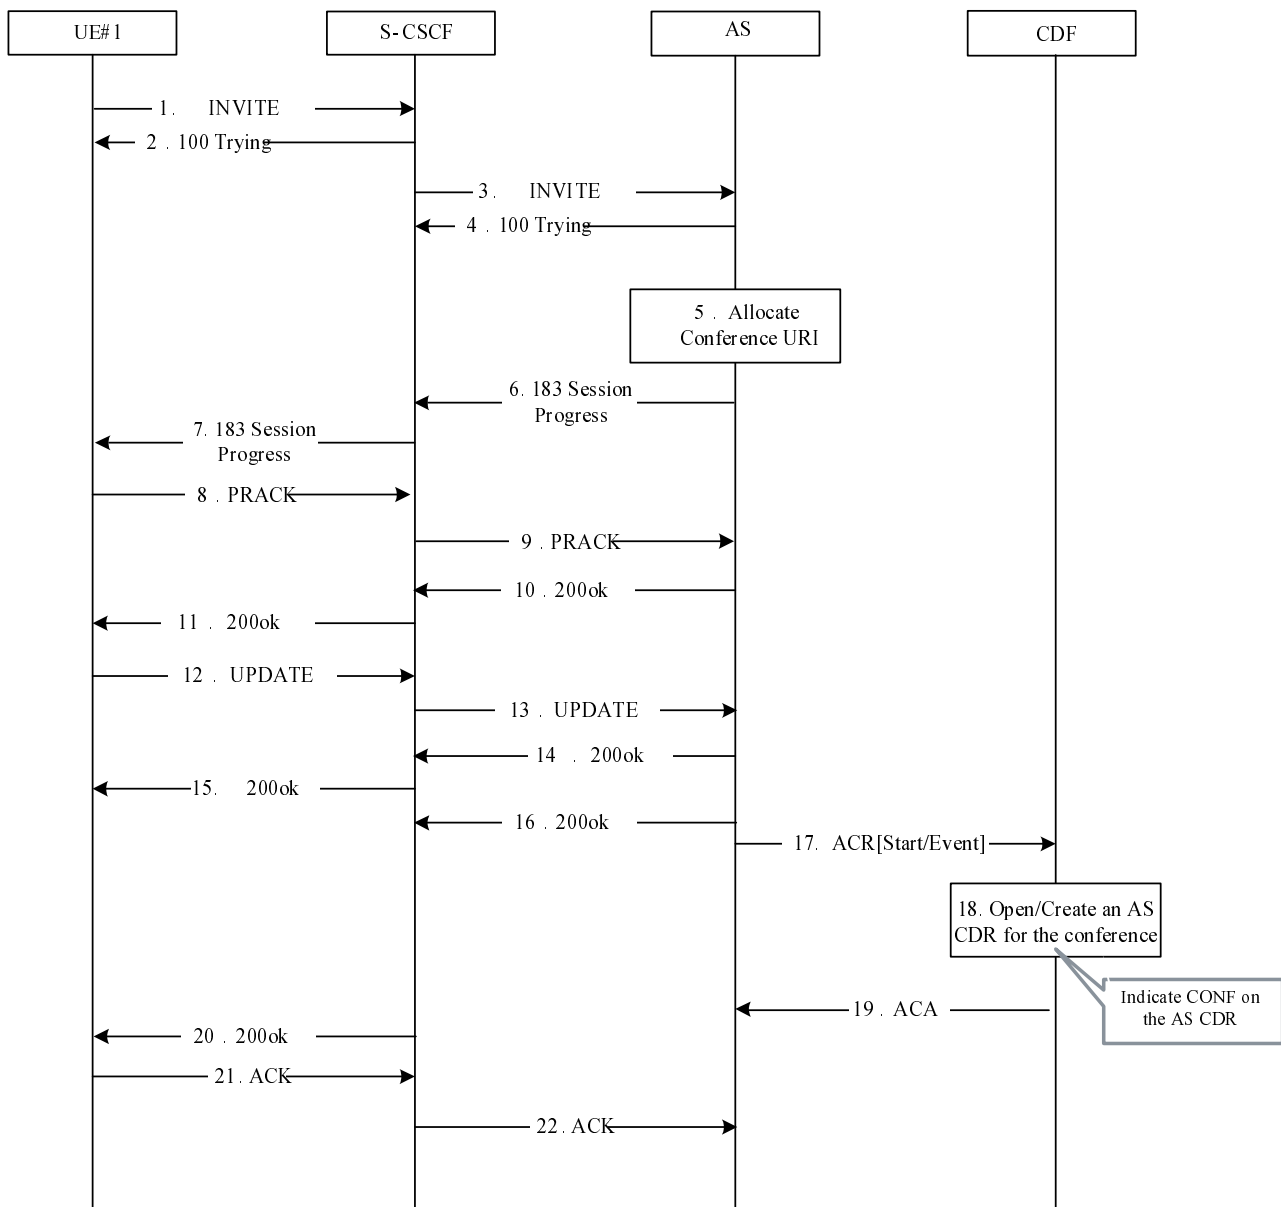 UE#1
S-CSCF
AS
CDF
1. INVITE
2 . 100 Trying
3. INVITE
4 . 100 Trying
5 . Allocate
Conference URI
6. 183 Session
Progress
7. 183 Session
Progress
8 . PRACK
9 . PRACK
10 . 200ok
11 . 200ok
12 . UPDATE
13 . UPDATE
14 . 200ok
15. 200ok
16 . 200ok
17. ACR[Start/Event]
18. Open/Create an AS
CDR for the conference
Indicate CONF on
the AS CDR
19 . ACA
20 . 200ok
21. ACK
22. ACK